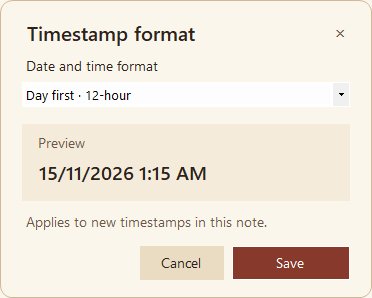 Timestamp format
Date and time format
Day first · 12-hour
Preview
15/11/2026 1:15 AM
Applies to new timestamps in this note.
Cancel Save